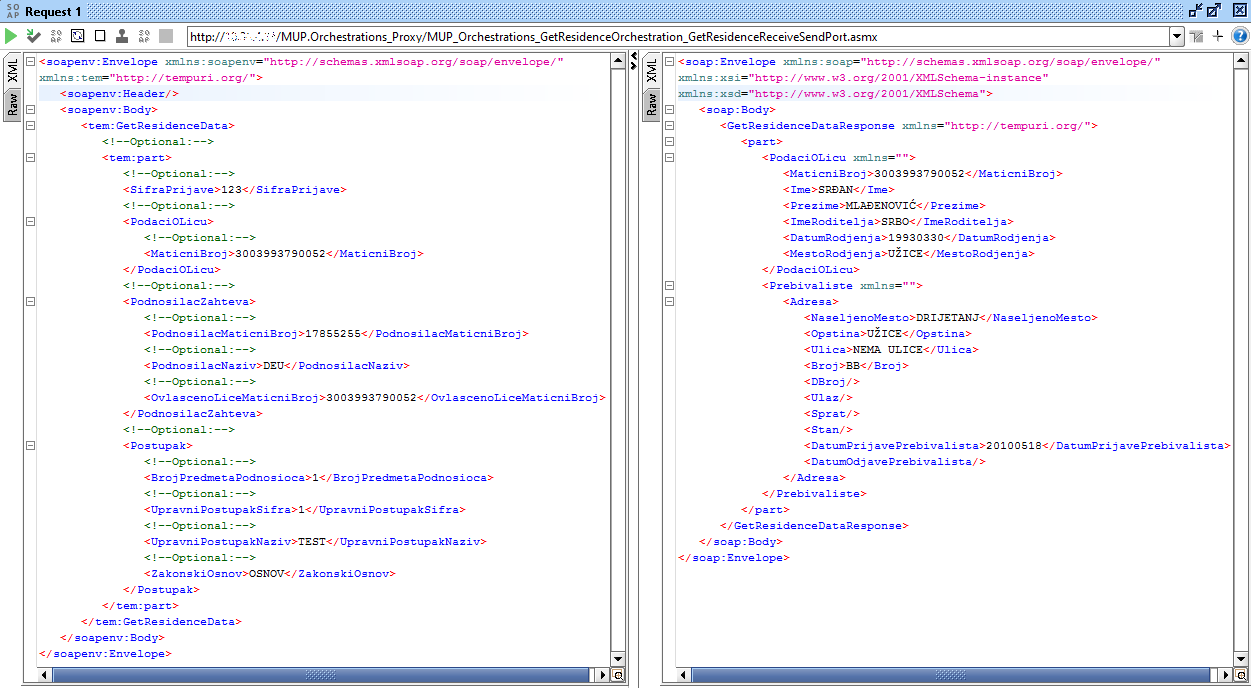 SO AP Request 1
http://10.      /MUP.Orchestrations_Proxy/MUP_Orchestrations_GetResidenceOrchestration_GetResidenceReceiveSendPort.asmx
XML
Raw
<soapenv:Envelope xmlns:soapenv="http://schemas.xmlsoap.org/soap/envelope/"
xmlns:tem="http://tempuri.org/">
<soapenv:Header/>
<soapenv:Body>
<tem:GetResidenceData>
<!--Optional:-->
<tem:part>
<!--Optional:-->
<SifraPrijave>123</SifraPrijave>
<!--Optional:-->
<PodaciOLicu>
<!--Optional:-->
<MaticniBroj>3003993790052</MaticniBroj>
</PodaciOLicu>
<!--Optional:-->
<PodnosilacZahteva>
<!--Optional:-->
<PodnosilacMaticniBroj>17855255</PodnosilacMaticniBroj>
<!--Optional:-->
<PodnosilacNaziv>DEU</PodnosilacNaziv>
<!--Optional:-->
<OvlascenoLiceMaticniBroj>3003993790052</OvlascenoLiceMaticniBroj>
</PodnosilacZahteva>
<!--Optional:-->
<Postupak>
<!--Optional:-->
<BrojPredmetaPodnosioca>1</BrojPredmetaPodnosioca>
<!--Optional:-->
<UpravniPostupakSifra>1</UpravniPostupakSifra>
<!--Optional:-->
<UpravniPostupakNaziv>TEST</UpravniPostupakNaziv>
<!--Optional:-->
<ZakonskiOsnov>OSNOV</ZakonskiOsnov>
</Postupak>
</tem:part>
</tem:GetResidenceData>
</soapenv:Body>
</soapenv:Envelope>
XML
Raw
<soap:Envelope xmlns:soap="http://schemas.xmlsoap.org/soap/envelope/"
xmlns:xsi="http://www.w3.org/2001/XMLSchema-instance"
xmlns:xsd="http://www.w3.org/2001/XMLSchema">
<soap:Body>
<GetResidenceDataResponse xmlns="http://tempuri.org/">
<part>
<PodaciOLicu xmlns="">
<MaticniBroj>3003993790052</MaticniBroj>
<Ime>SRĐAN</Ime>
<Prezime>MLAĐENOVIĆ</Prezime>
<ImeRoditelja>SRBO</ImeRoditelja>
<DatumRodjenja>19930330</DatumRodjenja>
<MestoRodjenja>UŽICE</MestoRodjenja>
</PodaciOLicu>
<Prebivaliste xmlns="">
<Adresa>
<NaseljenoMesto>DRIJETANJ</NaseljenoMesto>
<Opstina>UŽICE</Opstina>
<Ulica>NEMA ULICE</Ulica>
<Broj>BB</Broj>
<DBroj/>
<Ulaz/>
<Sprat/>
<Stan/>
<DatumPrijavePrebivalista>20100518</DatumPrijavePrebivalista>
<DatumOdjavePrebivalista/>
</Adresa>
</Prebivaliste>
</part>
</GetResidenceDataResponse>
</soap:Body>
</soap:Envelope>